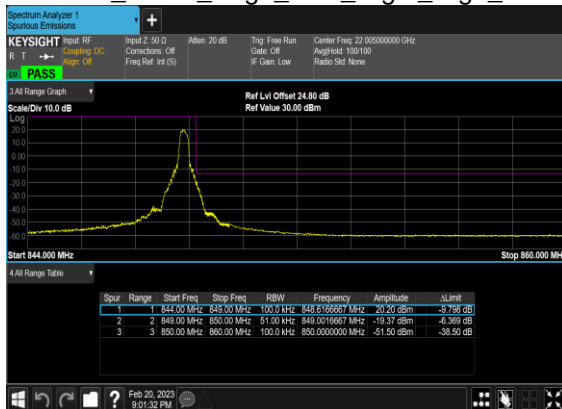 Spectrum Analyzer 1
Spurious Emissions
KEYSIGHT Input: RF Input Z: 50 Ω Atten: 20 dB Trig: Free Run Center Freq: 22.005000000 GHz
R T Coupling: DC Corrections: Off Gate: Off Avg|Hold: 100/100
Align: Off Freq Ref: Int (S) IF Gain: Low Radio Std: None
PASS
3 All Range Graph Ref Lvl Offset 24.80 dB
Scale/Div 10.0 dB Ref Value 30.00 dBm
Log
20.0
10.0
0.00
-10.0
-20.0
-30.0
-40.0
-50.0
-60.0
Start 844.000 MHz Stop 860.000 MH
4 All Range Table
Spur Range Start Freq Stop Freq RBW Frequency Amplitude ΔLimit
1 1 844.00 MHz 849.00 MHz 100.0 kHz 848.6166667 MHz 20.20 dBm -9.796 dB
2 2 849.00 MHz 850.00 MHz 51.00 kHz 849.0016667 MHz -19.37 dBm -6.369 dB
3 3 850.00 MHz 860.00 MHz 100.0 kHz 850.0000000 MHz -51.50 dBm -38.50 dB
Feb 20, 2023
9:01:32 PM